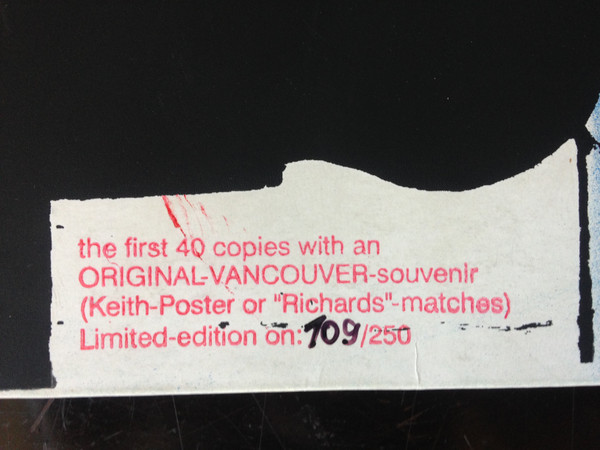 the first 40 copies with an
ORIGINAL-VANCOUVER-souvenir
(Keith-Poster or "Richards"-matches)
Limited-edition on: 109/250